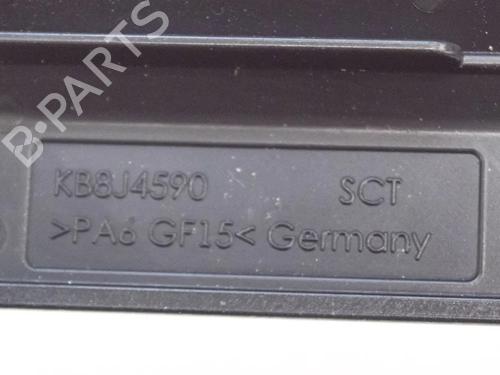 B-PARTS
KB8J4590 SCT
>PA6 GF15< Germany